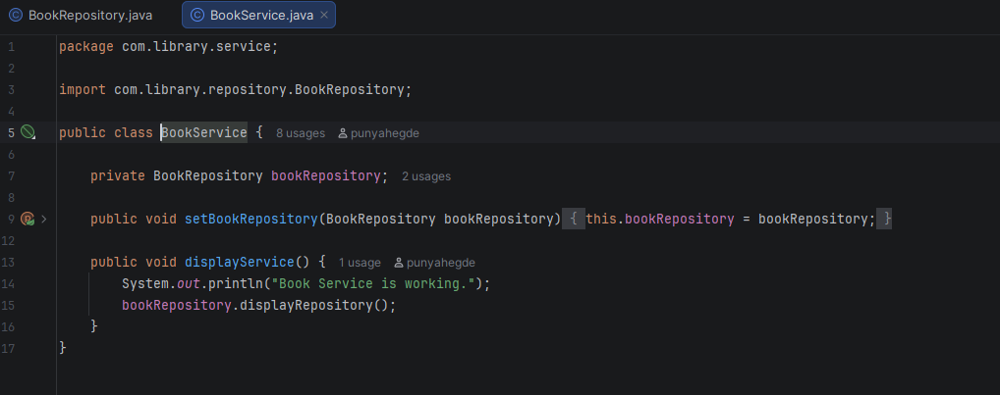 BookRepository.java BookService.java
1 package com.library.service;
2
3 import com.library.repository.BookRepository;
4
5 public class BookService { 8 usages punyahegde
6
7 private BookRepository bookRepository; 2 usages
8
9 public void setBookRepository(BookRepository bookRepository) { this.bookRepository = bookRepository; }
12
13 public void displayService() { 1 usage punyahegde
14 System.out.println("Book Service is working.");
15 bookRepository.displayRepository();
16 }
17 }